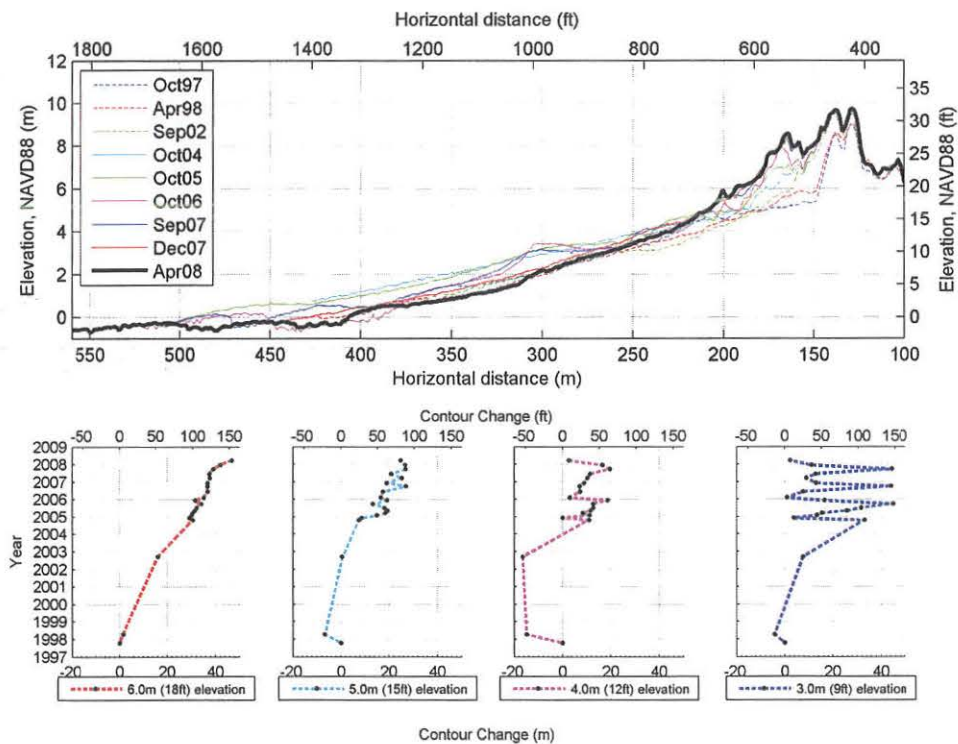 Horizontal distance (ft)
1800 1600 1400 1200 1000 800 600 400
12
10
8
6
4
2
0
Elevation, NAVD88 (m)
Oct97
Apr98
Sep02
Oct04
Oct05
Oct06
Sep07
Dec07
Apr08
35
30
25
20
15
10
5
0
Elevation, NAVD88 (ft)
550 500 450 400 350 300 250 200 150 100
Horizontal distance (m)
Contour Change (ft)
-50 0 50 100 150 -50 0 50 100 150 -50 0 50 100 150 -50 0 50 100 150
2009
2008
2007
2006
2005
2004
2003
2002
2001
2000
1999
1998
1997
Year
-20 0 20 40 -20 0 20 40 -20 0 20 40 -20 0 20 40
6.0m (18ft) elevation 5.0m (15ft) elevation 4.0m (12ft) elevation 3.0m (9ft) elevation
Contour Change (m)